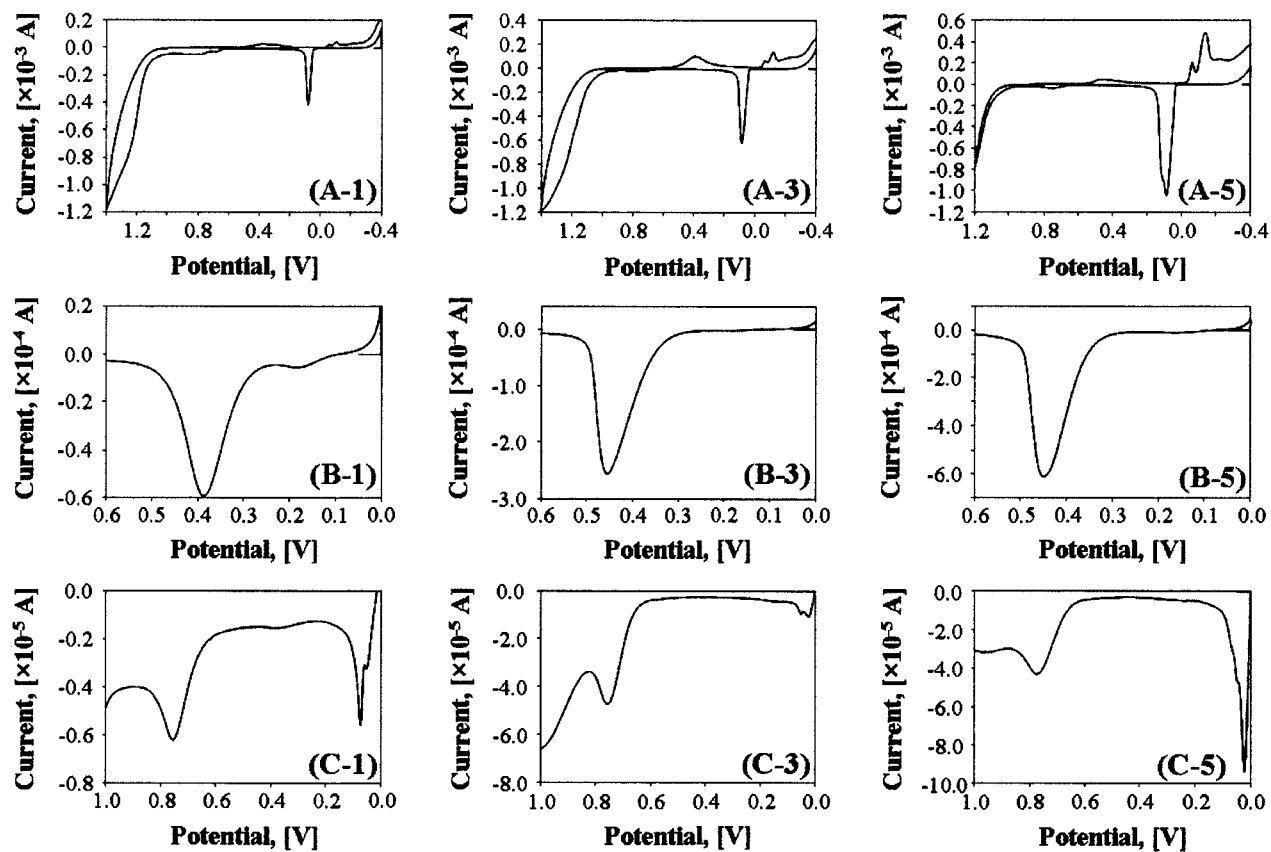 Current, [×10⁻³ A]
0.2
0.0
-0.2
-0.4
-0.6
-0.8
-1.0
-1.2
(A-1)
1.2 0.8 0.4 0.0 -0.4
Potential, [V]
Current, [×10⁻³ A]
0.4
0.2
0.0
-0.2
-0.4
-0.6
-0.8
-1.0
-1.2
(A-3)
1.2 0.8 0.4 0.0 -0.4
Potential, [V]
Current, [×10⁻³ A]
0.6
0.4
0.2
0.0
-0.2
-0.4
-0.6
-0.8
-1.0
-1.2
(A-5)
1.2 0.8 0.4 0.0 -0.4
Potential, [V]
Current, [×10⁻⁴ A]
0.2
0.0
-0.2
-0.4
-0.6
(B-1)
0.6 0.5 0.4 0.3 0.2 0.1 0.0
Potential, [V]
Current, [×10⁻⁴ A]
0.0
-1.0
-2.0
-3.0
(B-3)
0.6 0.5 0.4 0.3 0.2 0.1 0.0
Potential, [V]
Current, [×10⁻⁴ A]
0.0
-2.0
-4.0
-6.0
(B-5)
0.6 0.5 0.4 0.3 0.2 0.1 0.0
Potential, [V]
Current, [×10⁻⁵ A]
0.0
-0.2
-0.4
-0.6
-0.8
(C-1)
1.0 0.8 0.6 0.4 0.2 0.0
Potential, [V]
Current, [×10⁻⁵ A]
0.0
-2.0
-4.0
-6.0
-8.0
(C-3)
1.0 0.8 0.6 0.4 0.2 0.0
Potential, [V]
Current, [×10⁻⁵ A]
0.0
-2.0
-4.0
-6.0
-8.0
-10.0
(C-5)
1.0 0.8 0.6 0.4 0.2 0.0
Potential, [V]